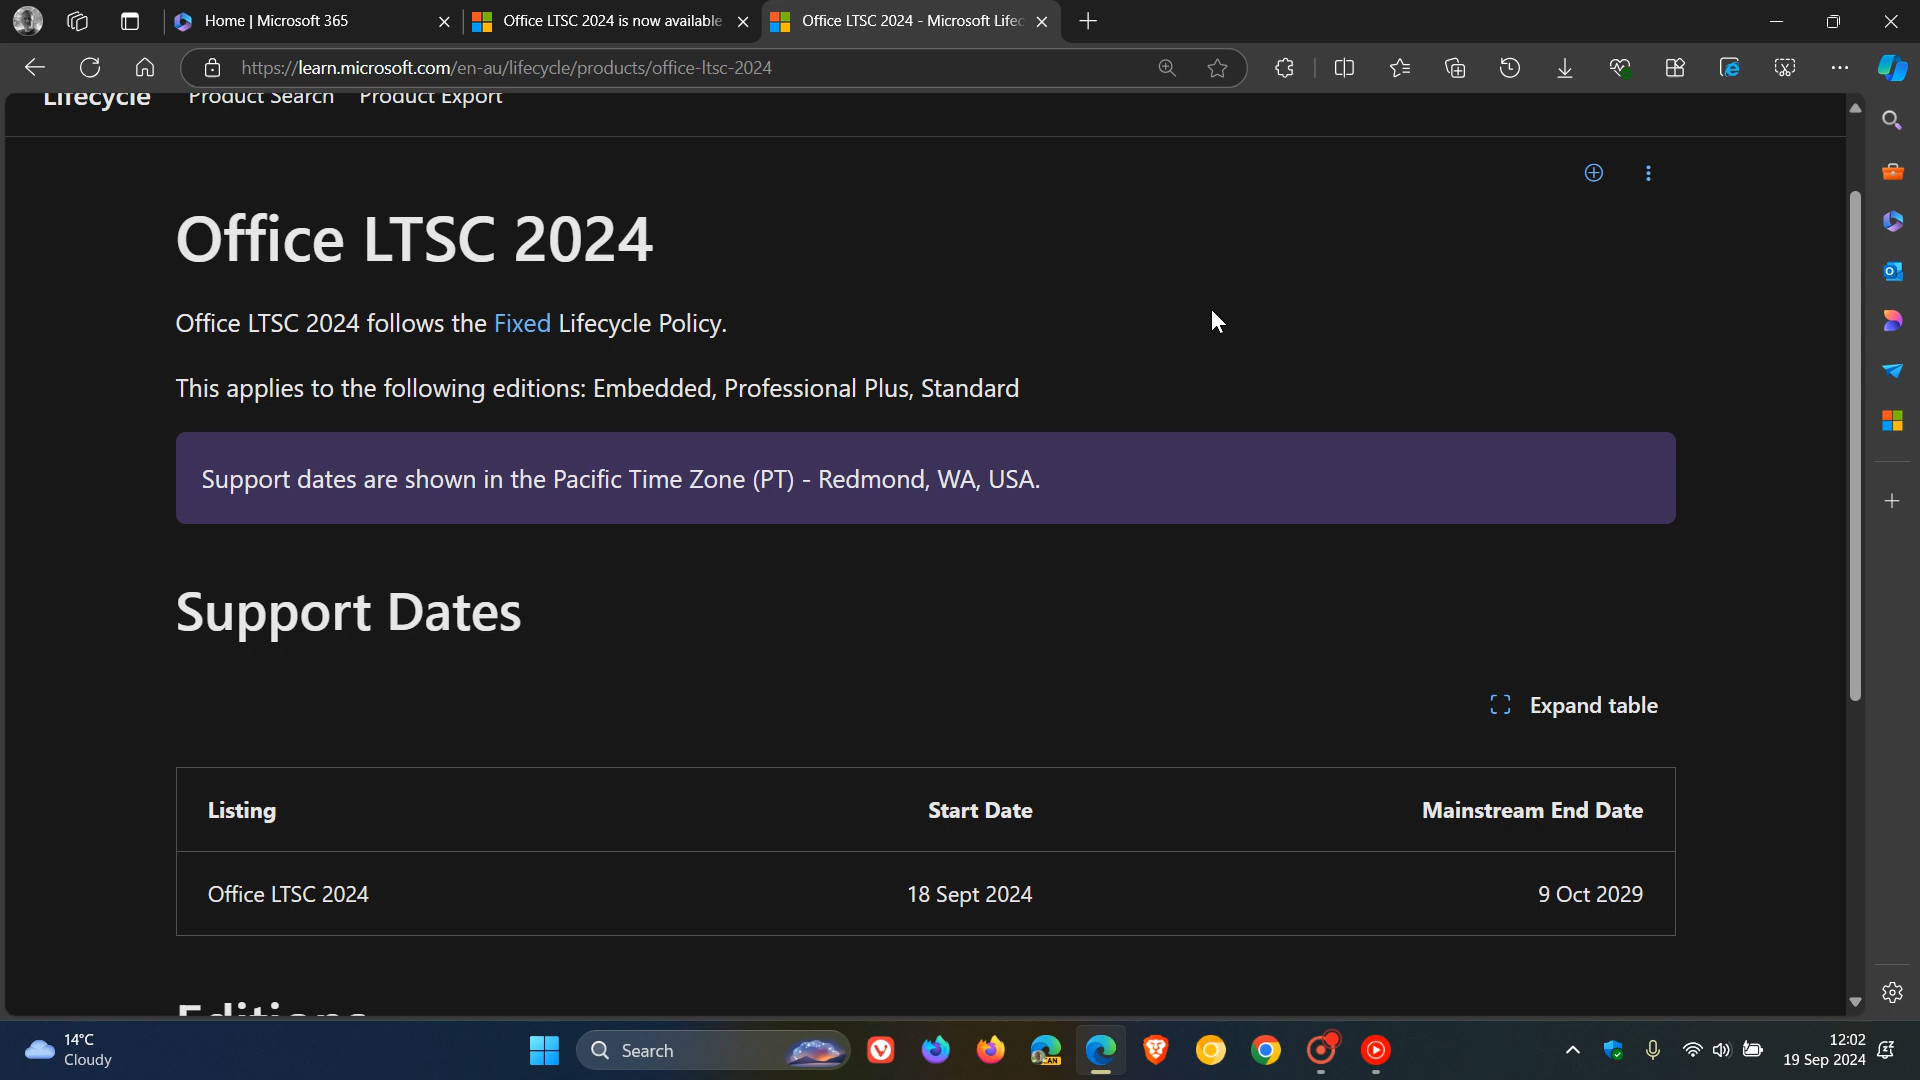 Home | Microsoft 365
Office LTSC 2024 is now available
Office LTSC 2024 - Microsoft Lifec
https://learn.microsoft.com/en-au/lifecycle/products/office-ltsc-2024
Lifecycle Product Search Product Export
Office LTSC 2024
Office LTSC 2024 follows the Fixed Lifecycle Policy.
This applies to the following editions: Embedded, Professional Plus, Standard
Support dates are shown in the Pacific Time Zone (PT) - Redmond, WA, USA.
Support Dates
Expand table
Listing Start Date Mainstream End Date
Office LTSC 2024 18 Sept 2024 9 Oct 2029
Editions
14°C
Cloudy
Search
CAN
12:02
19 Sep 2024